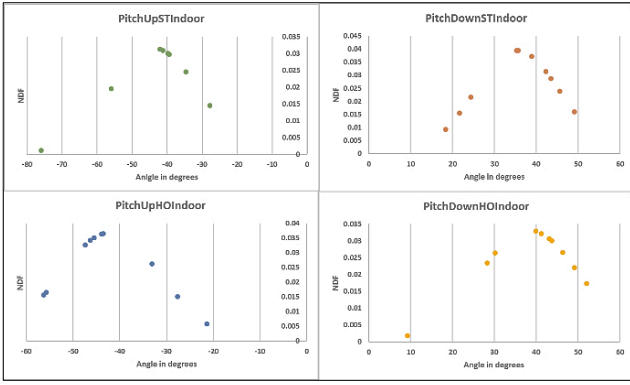 PitchUpSTIndoor
0.035
0.03
0.025
0.02
0.015
0.01
0.005
0
NDF
-80 -70 -60 -50 -40 -30 -20 -10 0
Angle in degrees
PitchDownSTIndoor
0.045
0.04
0.035
0.03
0.025
0.02
0.015
0.01
0.005
0
NDF
0 10 20 30 40 50 60
Angle in degrees
PitchUpHOIndoor
0.04
0.035
0.03
0.025
0.02
0.015
0.01
0.005
0
NDF
-60 -50 -40 -30 -20 -10 0
Angle in degrees
PitchDownHOIndoor
0.035
0.03
0.025
0.02
0.015
0.01
0.005
0
NDF
0 10 20 30 40 50 60
Angle in degrees